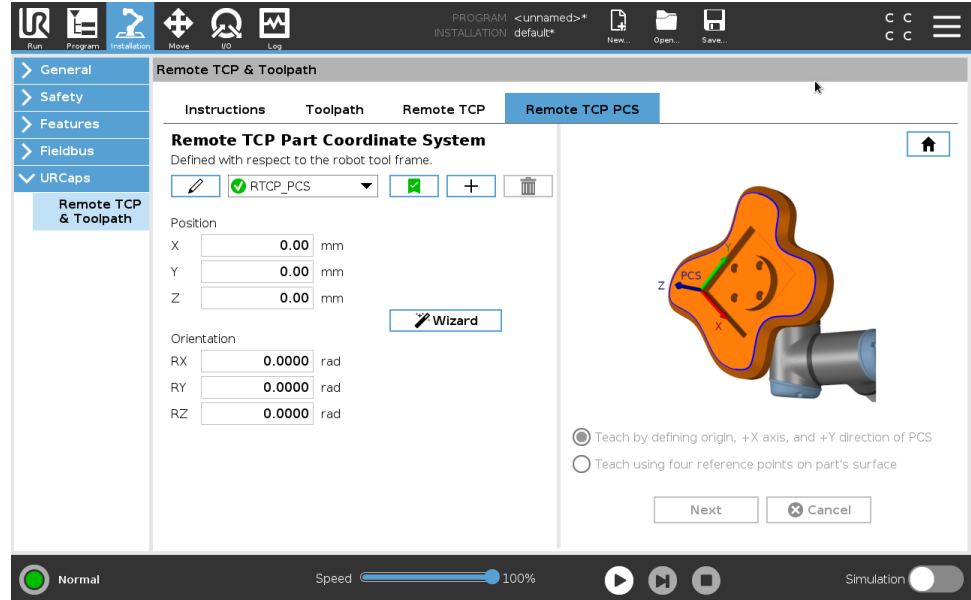 PROGRAM <unnamed>*
INSTALLATION default*
Run Program Installation Move I/O Log New... Open... Save...
C C
C C
General
Safety
Features
Fieldbus
URCaps
Remote TCP
& Toolpath
Remote TCP & Toolpath
Instructions Toolpath Remote TCP Remote TCP PCS
Remote TCP Part Coordinate System
Defined with respect to the robot tool frame.
RTCP_PCS
Position
X 0.00 mm
Y 0.00 mm
Z 0.00 mm
Wizard
Orientation
RX 0.0000 rad
RY 0.0000 rad
RZ 0.0000 rad
Y
PCS
Z
X
Teach by defining origin, +X axis, and +Y direction of PCS
Teach using four reference points on part's surface
Next Cancel
Normal
Speed 100%
Simulation